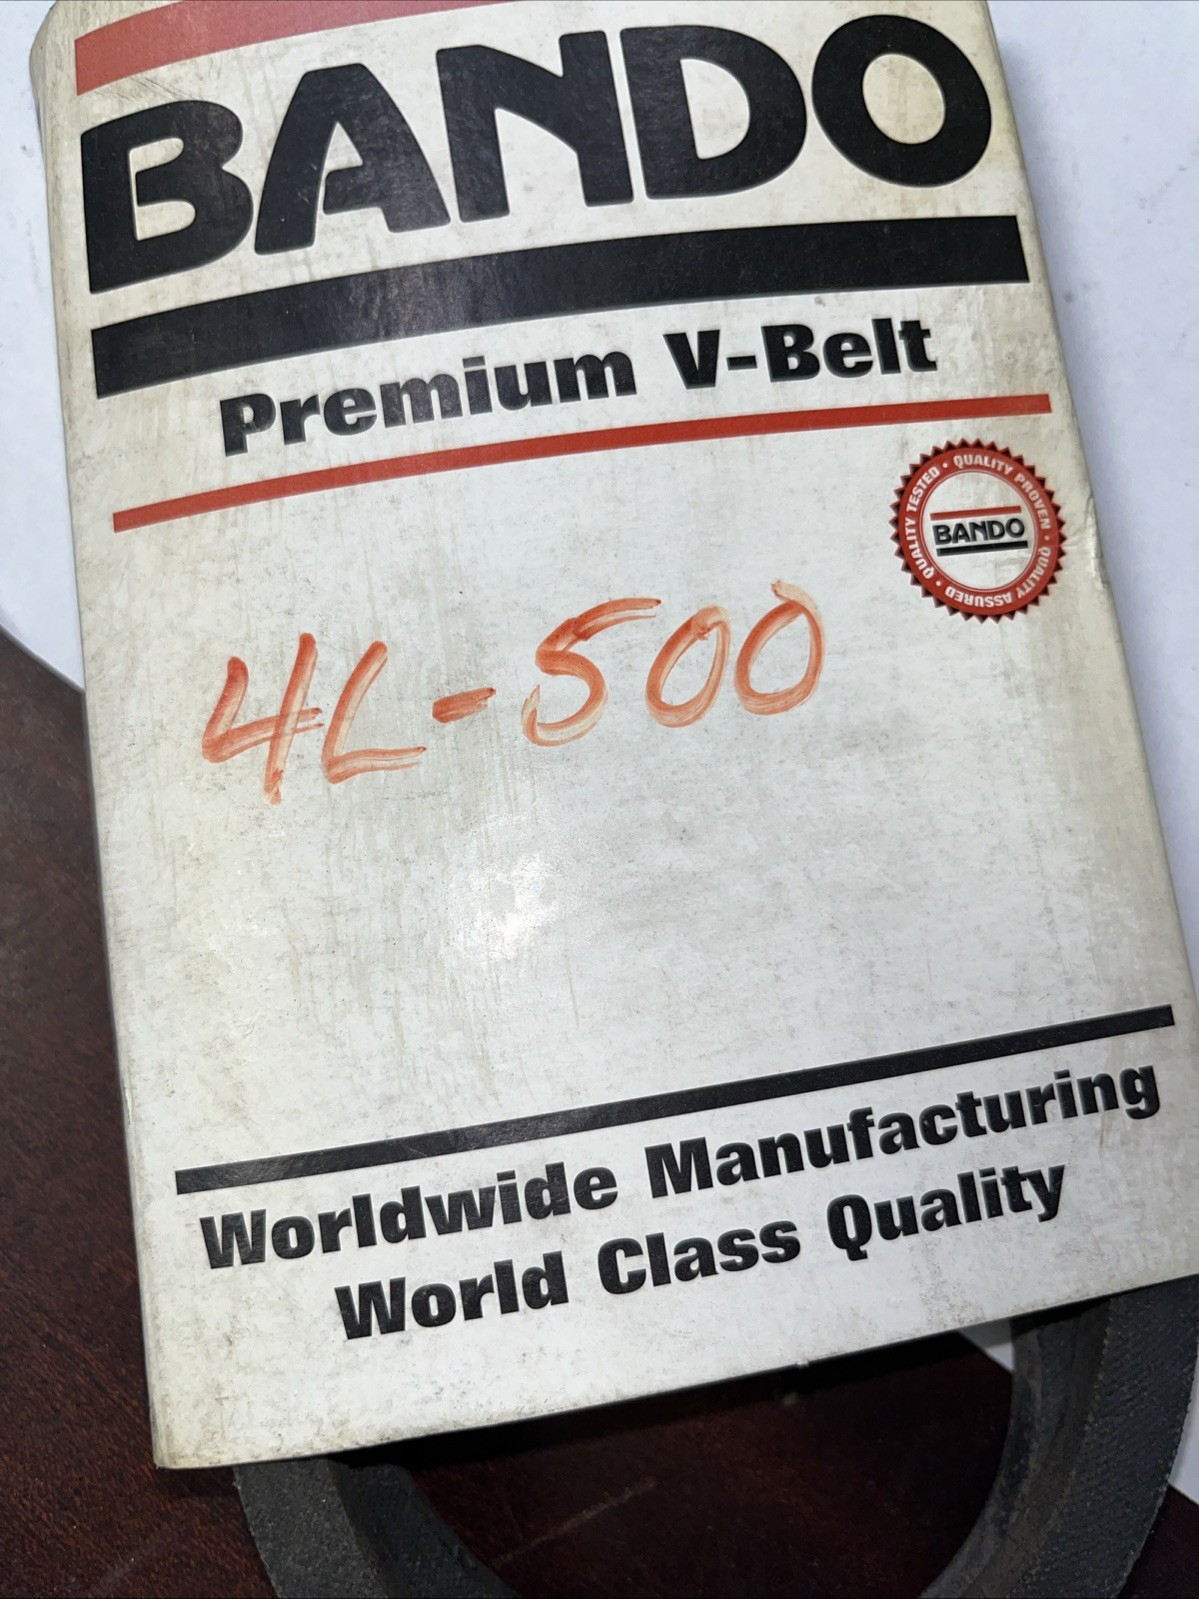 BANDO
Premium V-Belt
QUALITY TESTED • QUALITY PROVEN • QUALITY ASSURED •
BANDO
4L-500
Worldwide Manufacturing
World Class Quality